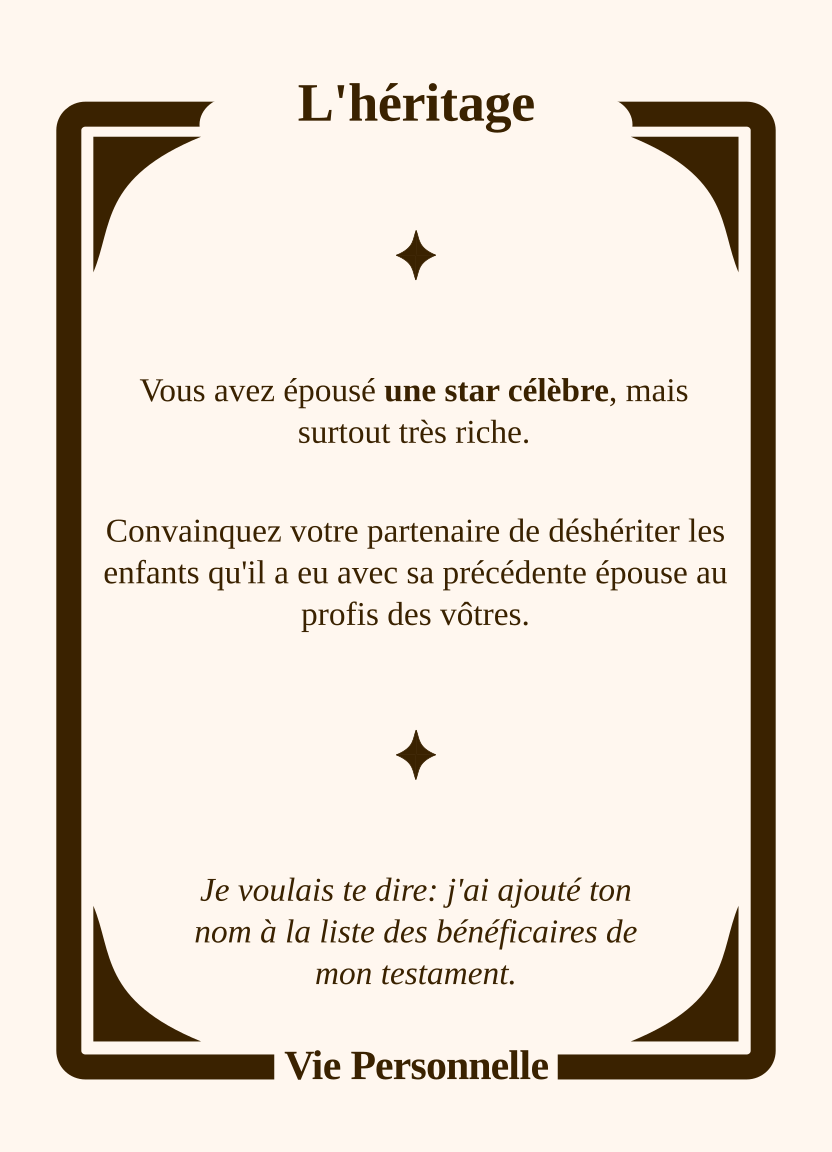 L'héritage
Vous avez épousé une star célèbre, mais
surtout très riche.
Convainquez votre partenaire de déshériter les
enfants qu'il a eu avec sa précédente épouse au
profis des vôtres.
Je voulais te dire: j'ai ajouté ton
nom à la liste des bénéficaires de
mon testament.
Vie Personnelle